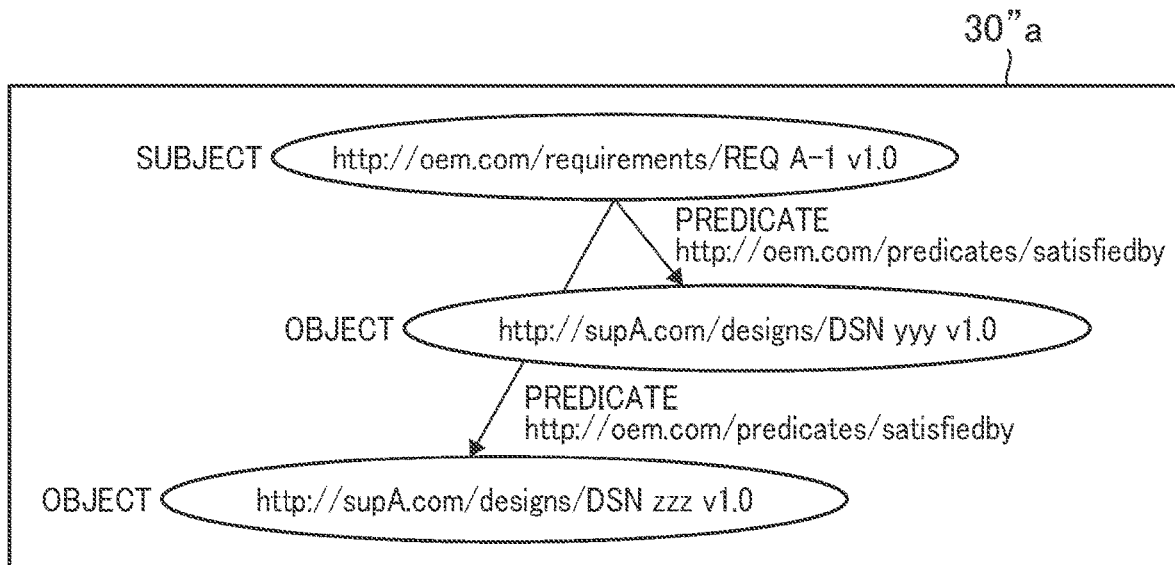 30”a
SUBJECT http://oem.com/requirements/REQ A-1 v1.0
PREDICATE
http://oem.com/predicates/satisfiedby
OBJECT http://supA.com/designs/DSN yyy v1.0
PREDICATE
http://oem.com/predicates/satisfiedby
OBJECT http://supA.com/designs/DSN zzz v1.0